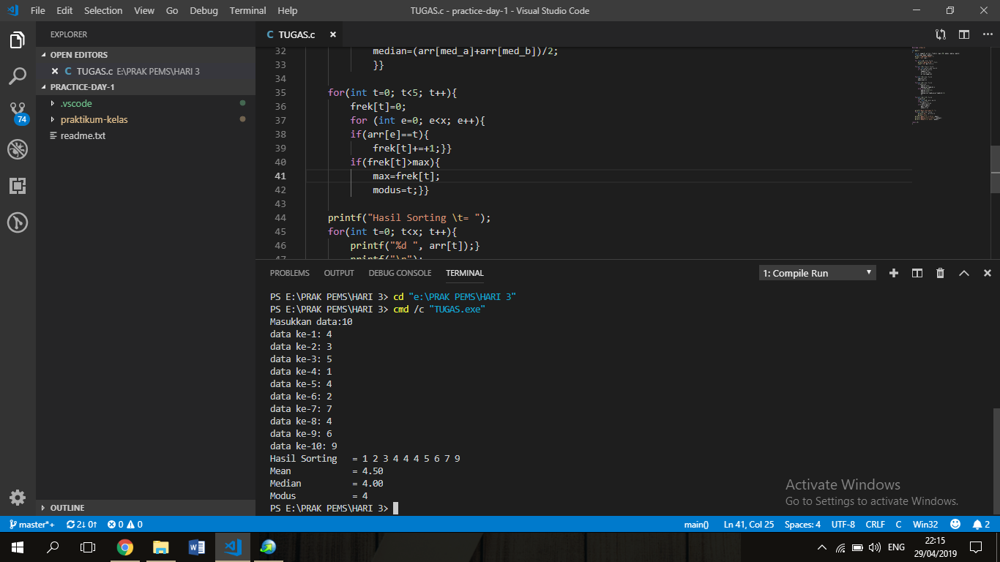 File Edit Selection View Go Debug Terminal Help
TUGAS.c - practice-day-1 - Visual Studio Code
EXPLORER
OPEN EDITORS
C TUGAS.c E:\PRAK PEMS\HARI 3
PRACTICE-DAY-1
.vscode
praktikum-kelas
readme.txt
74
OUTLINE
C TUGAS.c
32 median=(arr[med_a]+arr[med_b])/2;
33 }}
34
35 for(int t=0; t<5; t++){
36 frek[t]=0;
37 for (int e=0; e<x; e++){
38 if(arr[e]==t){
39 frek[t]+=+1;}}
40 if(frek[t]>max){
41 max=frek[t];
42 modus=t;}}
43
44 printf("Hasil Sorting \t= ");
45 for(int t=0; t<x; t++){
46 printf("%d ", arr[t]);}
47 printf("\n");
PROBLEMS OUTPUT DEBUG CONSOLE TERMINAL
1: Compile Run
PS E:\PRAK PEMS\HARI 3> cd "e:\PRAK PEMS\HARI 3"
PS E:\PRAK PEMS\HARI 3> cmd /c "TUGAS.exe"
Masukkan data:10
data ke-1: 4
data ke-2: 3
data ke-3: 5
data ke-4: 1
data ke-5: 4
data ke-6: 2
data ke-7: 7
data ke-8: 4
data ke-9: 6
data ke-10: 9
Hasil Sorting = 1 2 3 4 4 4 5 6 7 9
Mean = 4.50
Median = 4.00
Modus = 4
PS E:\PRAK PEMS\HARI 3>
Activate Windows
Go to Settings to activate Windows.
master*+ 2↓ 0↑ 0 0
main() Ln 41, Col 25 Spaces: 4 UTF-8 CRLF C Win32 2
ENG
22:15
29/04/2019